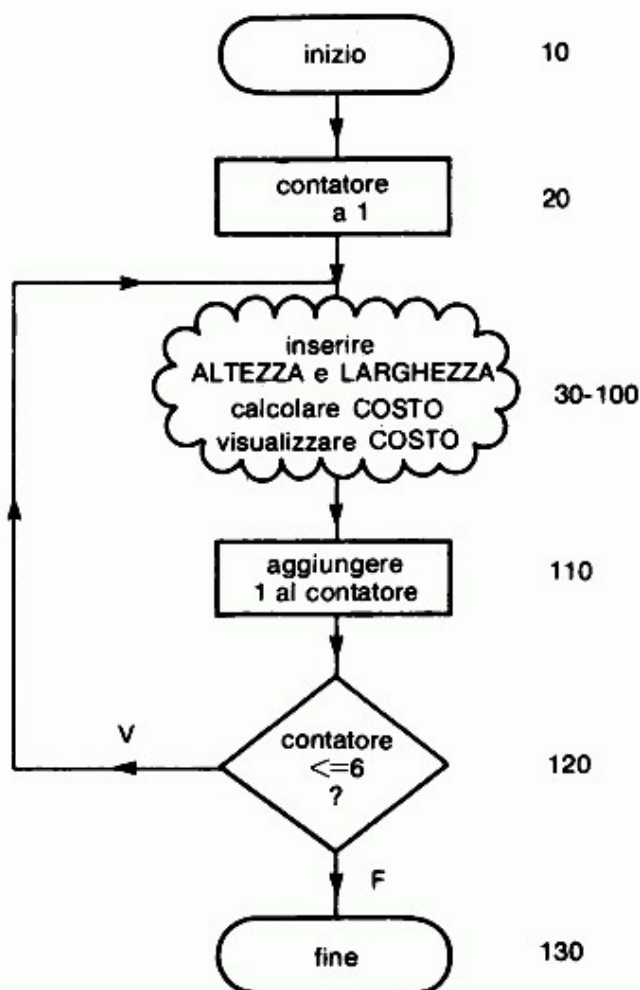 inizio 10
contatore
a 1
20
inserire
ALTEZZA e LARGHEZZA
calcolare COSTO
visualizzare COSTO
30-100
aggiungere
1 al contatore
110
V
contatore
<=6
?
120
F
fine 130